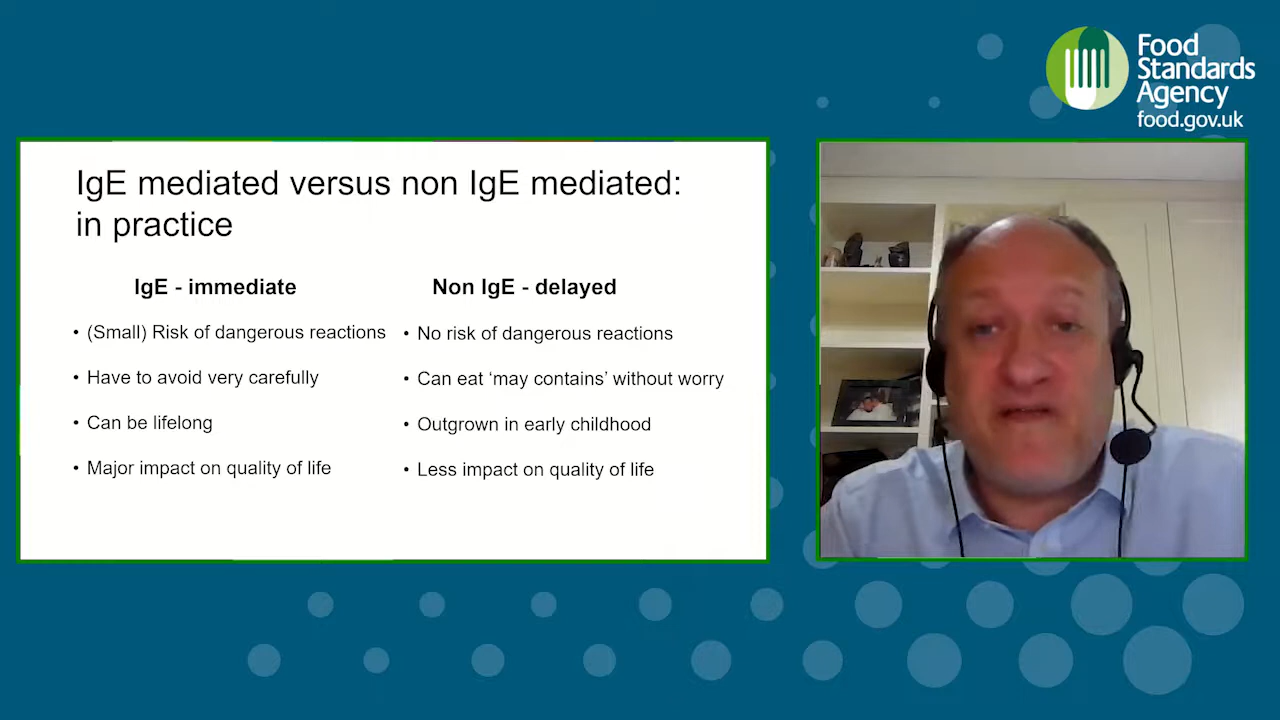 Food
Standards
Agency
food.gov.uk
IgE mediated versus non IgE mediated:
in practice
IgE - immediate
• (Small) Risk of dangerous reactions
• Have to avoid very carefully
• Can be lifelong
• Major impact on quality of life
Non IgE - delayed
• No risk of dangerous reactions
• Can eat ‘may contains’ without worry
• Outgrown in early childhood
• Less impact on quality of life